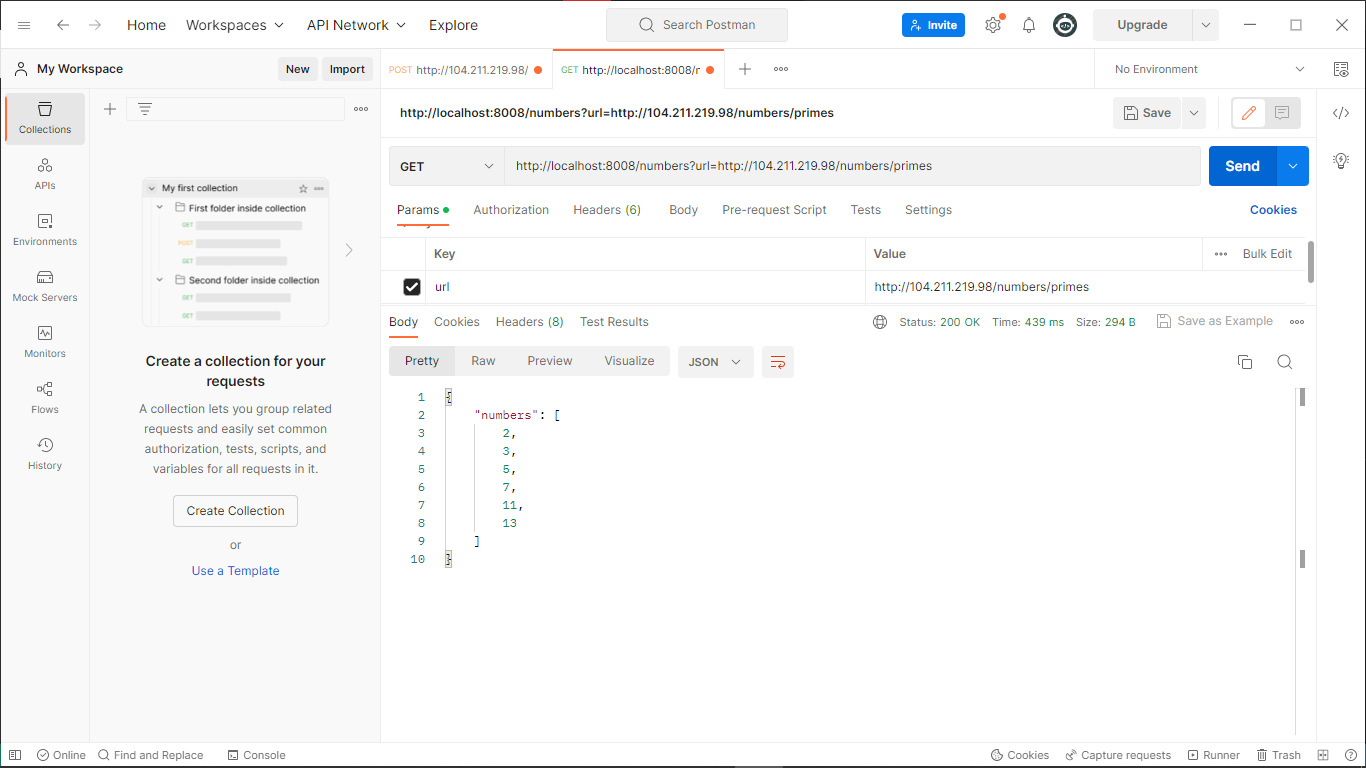 Home
Workspaces
API Network
Explore
Search Postman
Invite
Upgrade
My Workspace
New
Import
POST http://104.211.219.98/
GET http://localhost:8008/r
No Environment
Collections
APIs
Environments
Mock Servers
Monitors
Flows
History
My first collection
First folder inside collection
GET
POST
GET
Second folder inside collection
GET
GET
Create a collection for your
requests
A collection lets you group related
requests and easily set common
authorization, tests, scripts, and
variables for all requests in it.
Create Collection
or
Use a Template
http://localhost:8008/numbers?url=http://104.211.219.98/numbers/primes
Save
GET
http://localhost:8008/numbers?url=http://104.211.219.98/numbers/primes
Send
Params
Authorization
Headers (6)
Body
Pre-request Script
Tests
Settings
Cookies
Key
Value
Bulk Edit
url
http://104.211.219.98/numbers/primes
Body
Cookies
Headers (8)
Test Results
Status: 200 OK
Time: 439 ms
Size: 294 B
Save as Example
Pretty
Raw
Preview
Visualize
JSON
1 {
2 "numbers": [
3 2,
4 3,
5 5,
6 7,
7 11,
8 13
9 ]
10 }
Online
Find and Replace
Console
Cookies
Capture requests
Runner
Trash